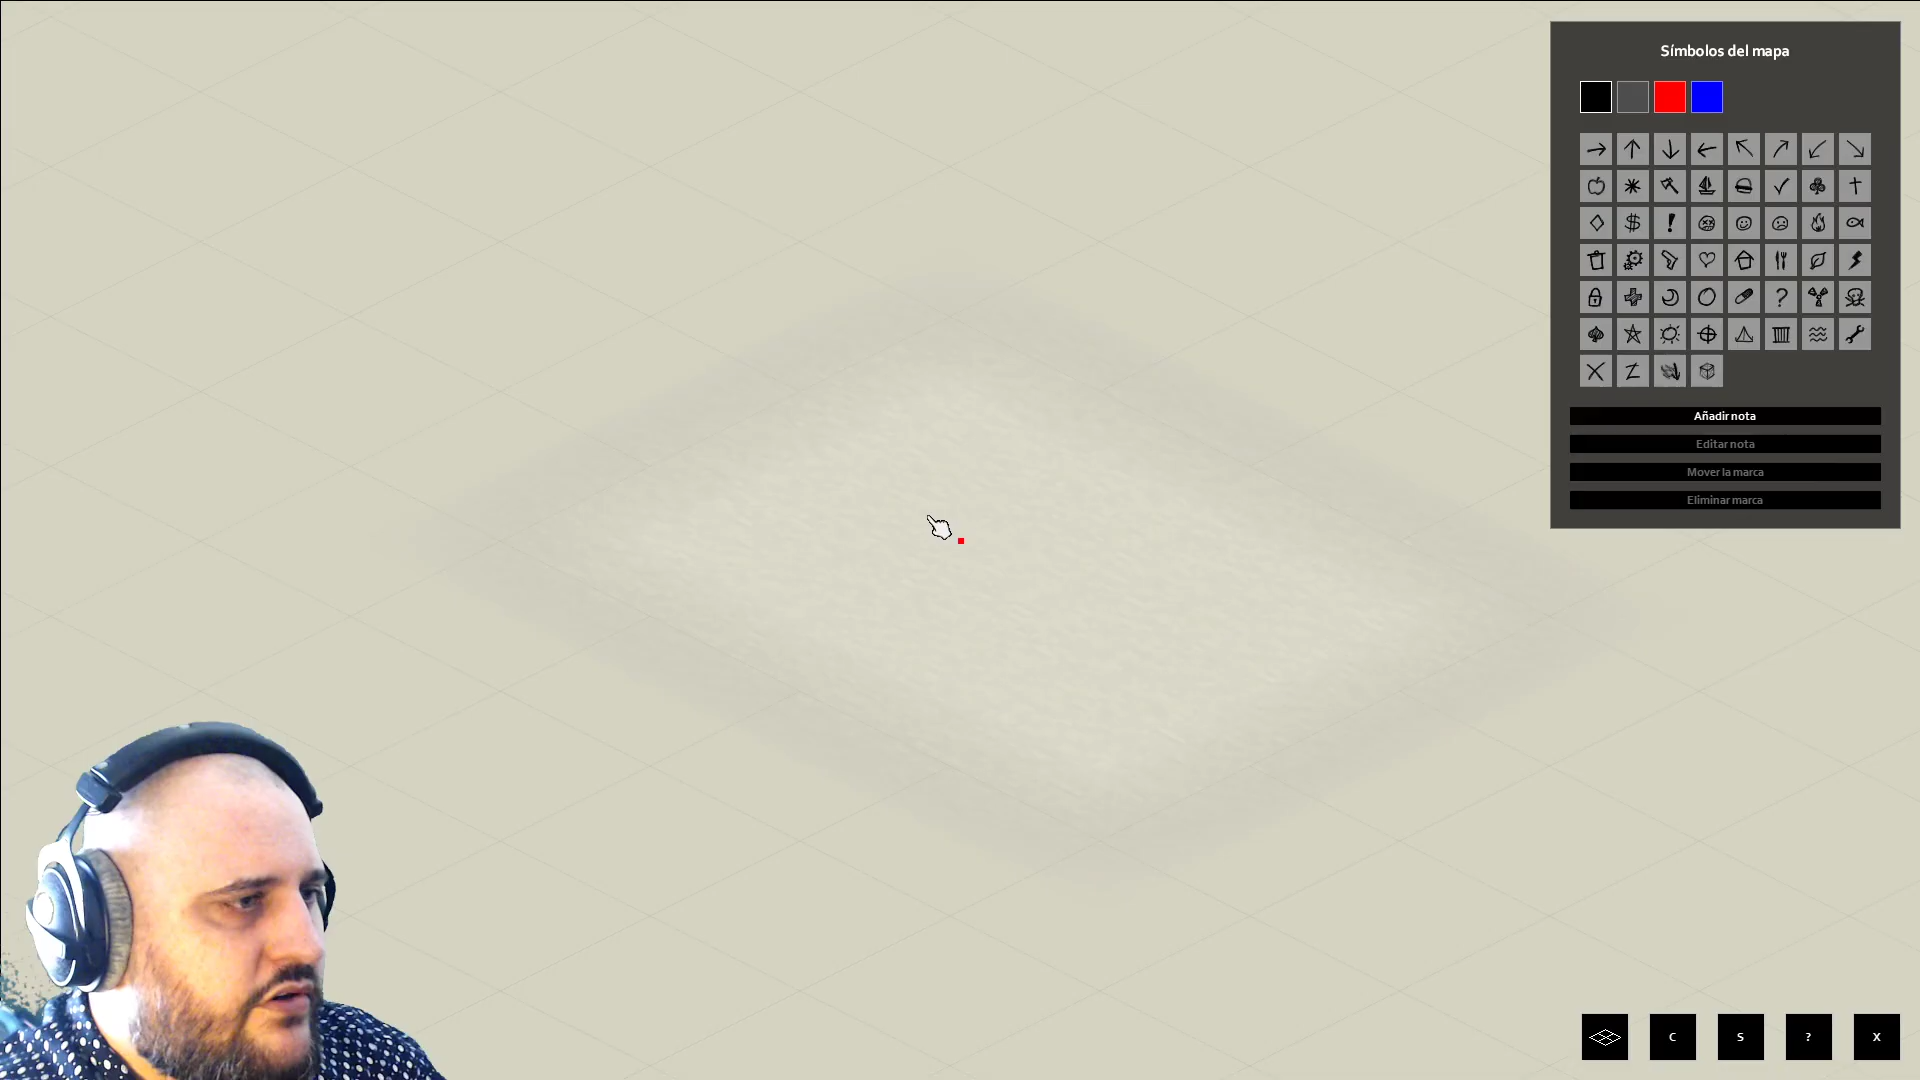 Símbolos del mapa
Añadir nota
Editar nota
Mover la marca
Eliminar marca
C
S
?
X